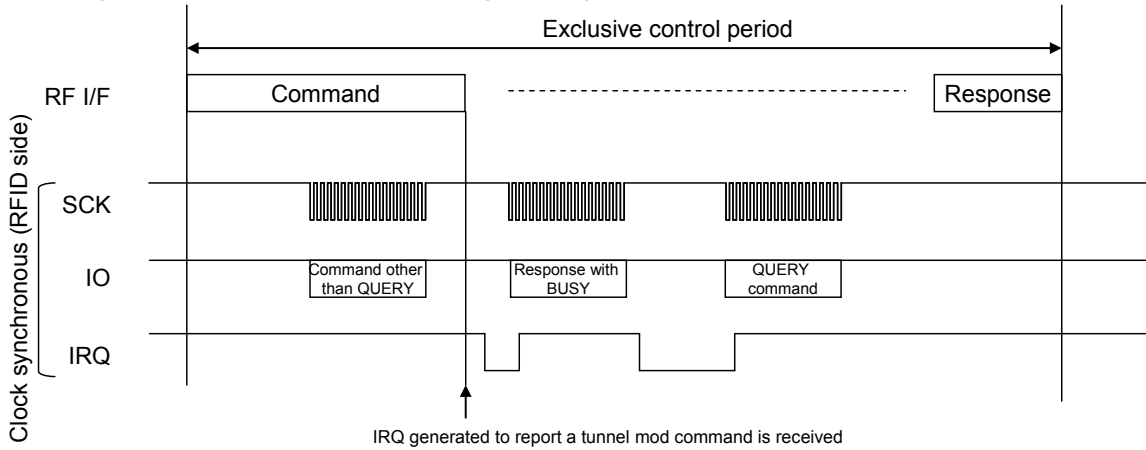 Exclusive control period
RF I/F
Command
Response
Clock synchronous (RFID side)
SCK
IO
Command other
than QUERY
Response with
BUSY
QUERY
command
IRQ
IRQ generated to report a tunnel mod command is received